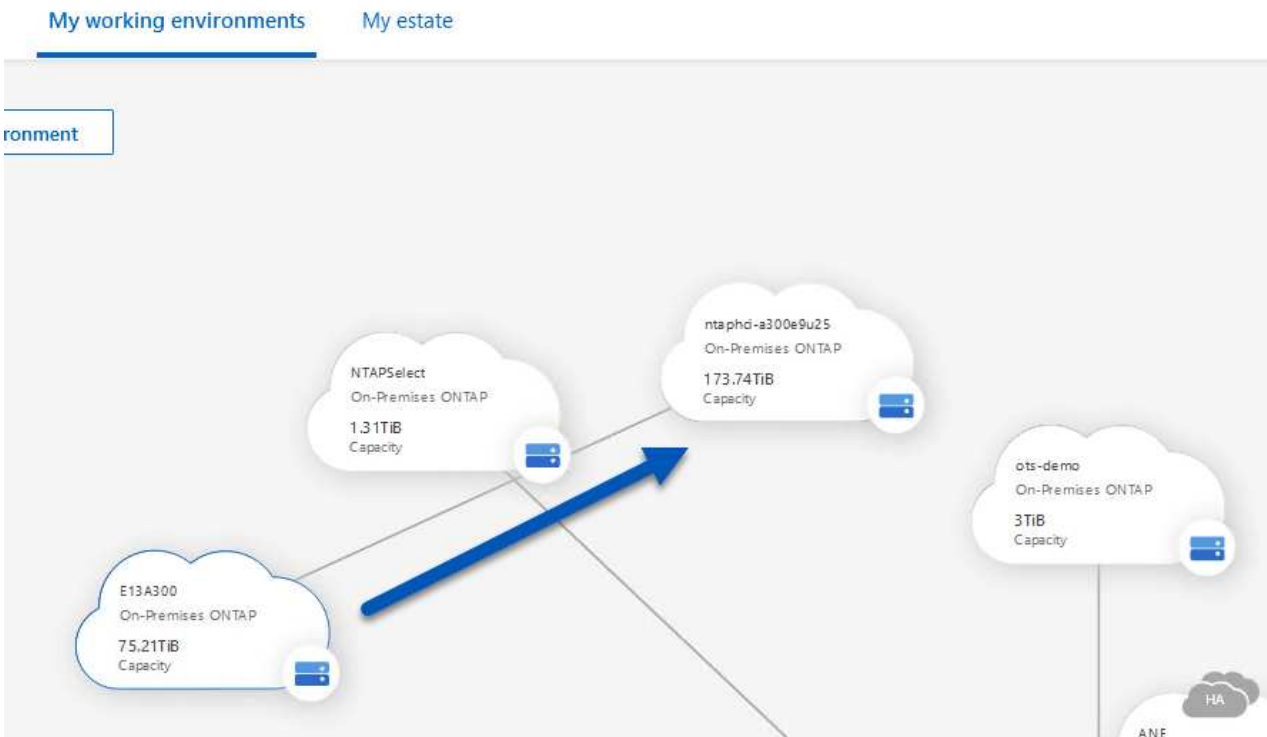 My working environments
My estate
ronment
ntaphci-a300e9u25
On-Premises ONTAP
173.74TiB
Capacity
NTAPSelect
On-Premises ONTAP
1.31TiB
Capacity
ots-demo
On-Premises ONTAP
3TiB
Capacity
E13A300
On-Premises ONTAP
75.21TiB
Capacity
HA
ANF